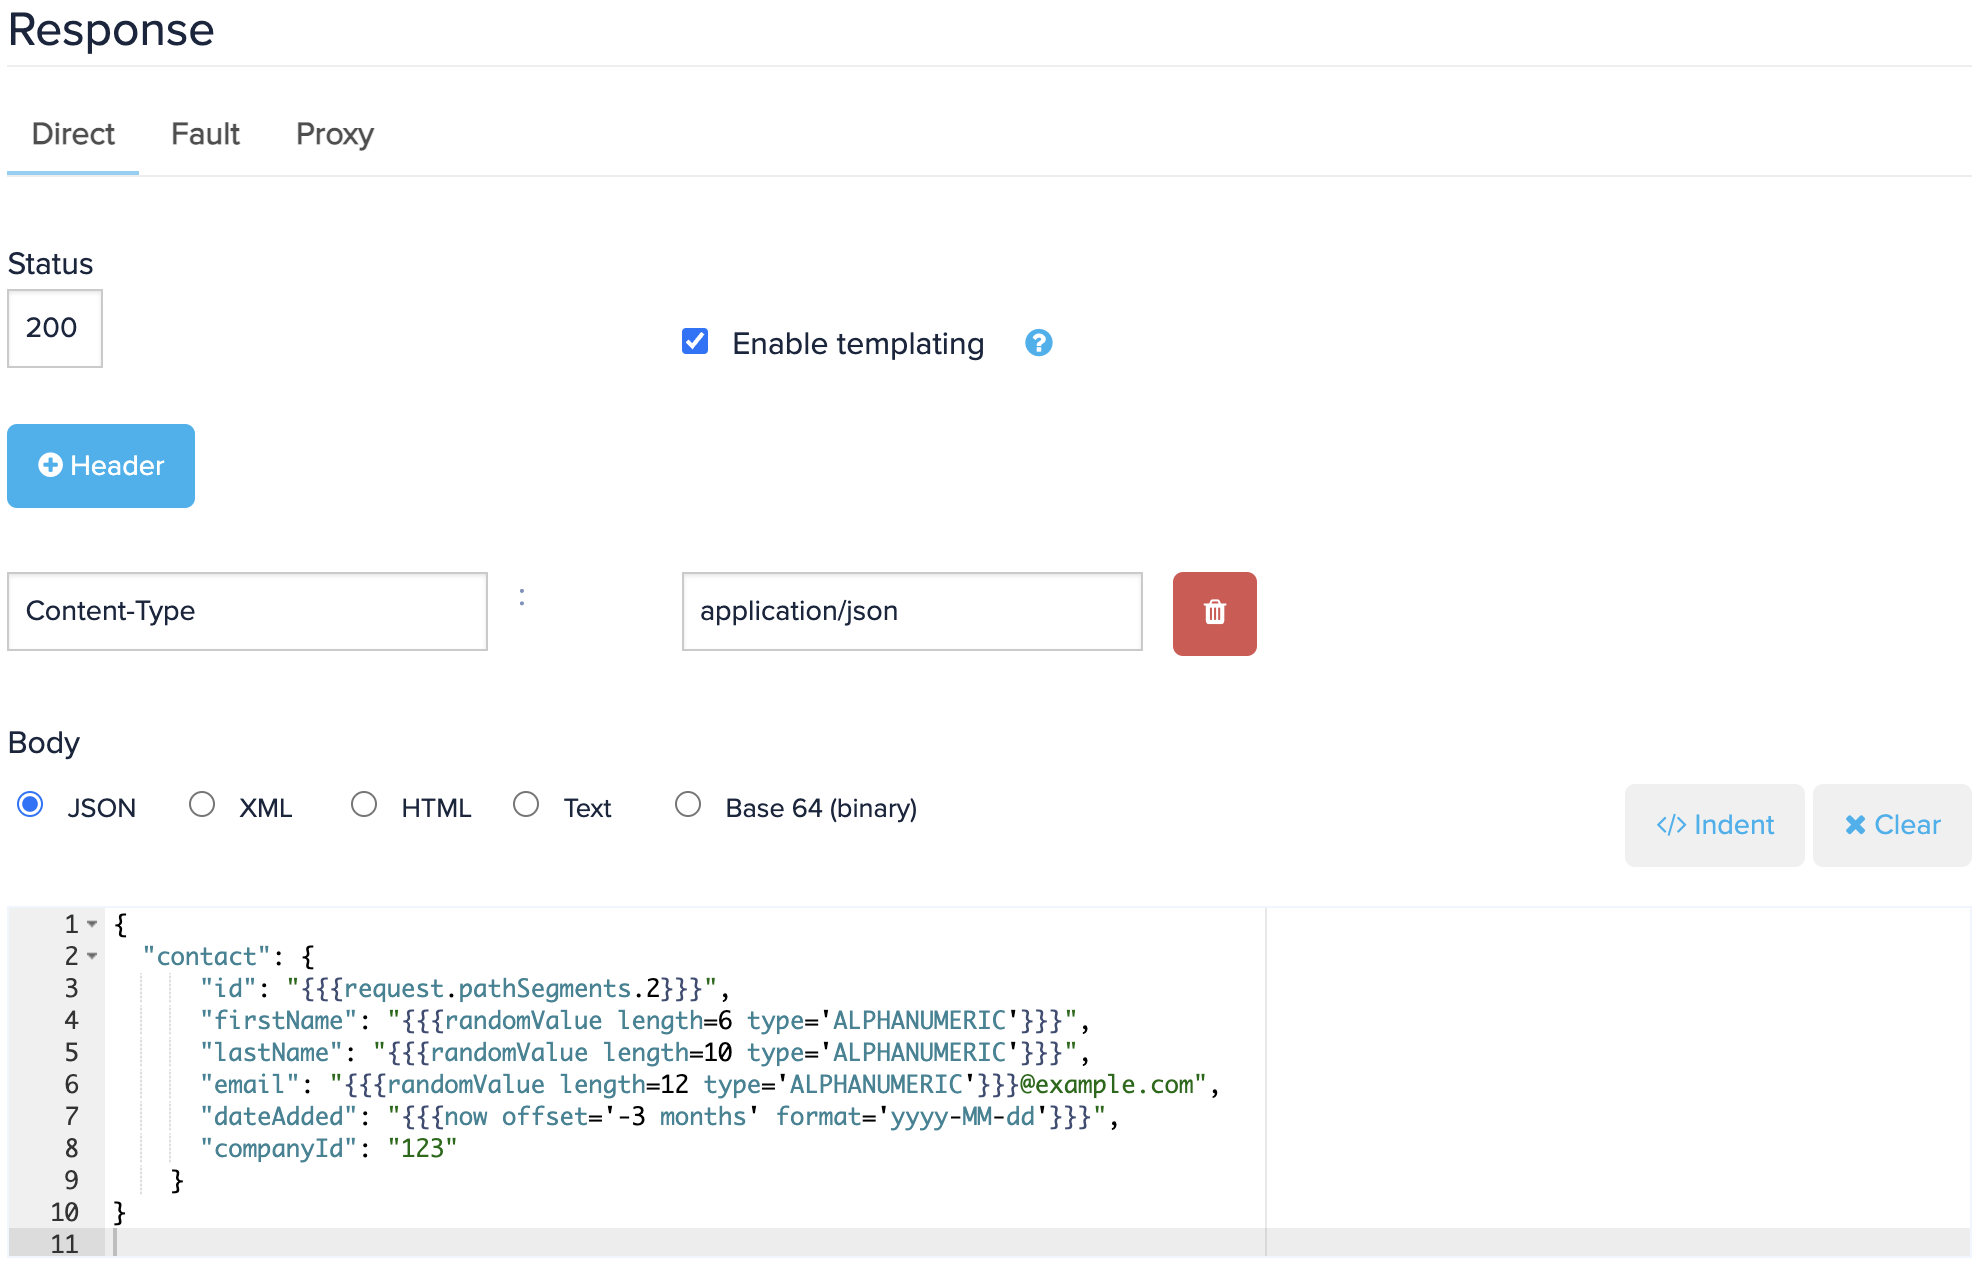 Response
Direct Fault Proxy
Status
200
Enable templating ?
Header
Content-Type : application/json
Body
JSON XML HTML Text Base 64 (binary)
</> Indent Clear
1 {
2 "contact": {
3 "id": "{{{request.pathSegments.2}}}",
4 "firstName": "{{{randomValue length=6 type='ALPHANUMERIC'}}}",
5 "lastName": "{{{randomValue length=10 type='ALPHANUMERIC'}}}",
6 "email": "{{{randomValue length=12 type='ALPHANUMERIC'}}}@example.com",
7 "dateAdded": "{{{now offset='-3 months' format='yyyy-MM-dd'}}}",
8 "companyId": "123"
9 }
10 }
11